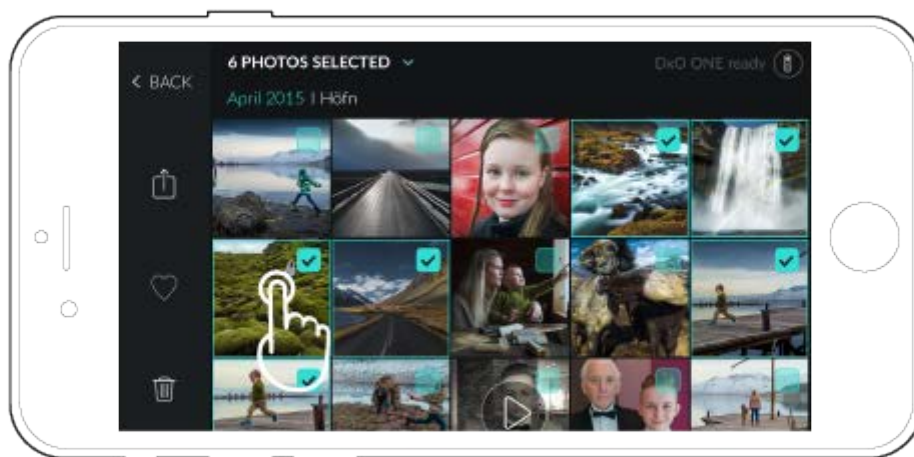 6 PHOTOS SELECTED
DxO ONE ready
< BACK
April 2015 | Höfn